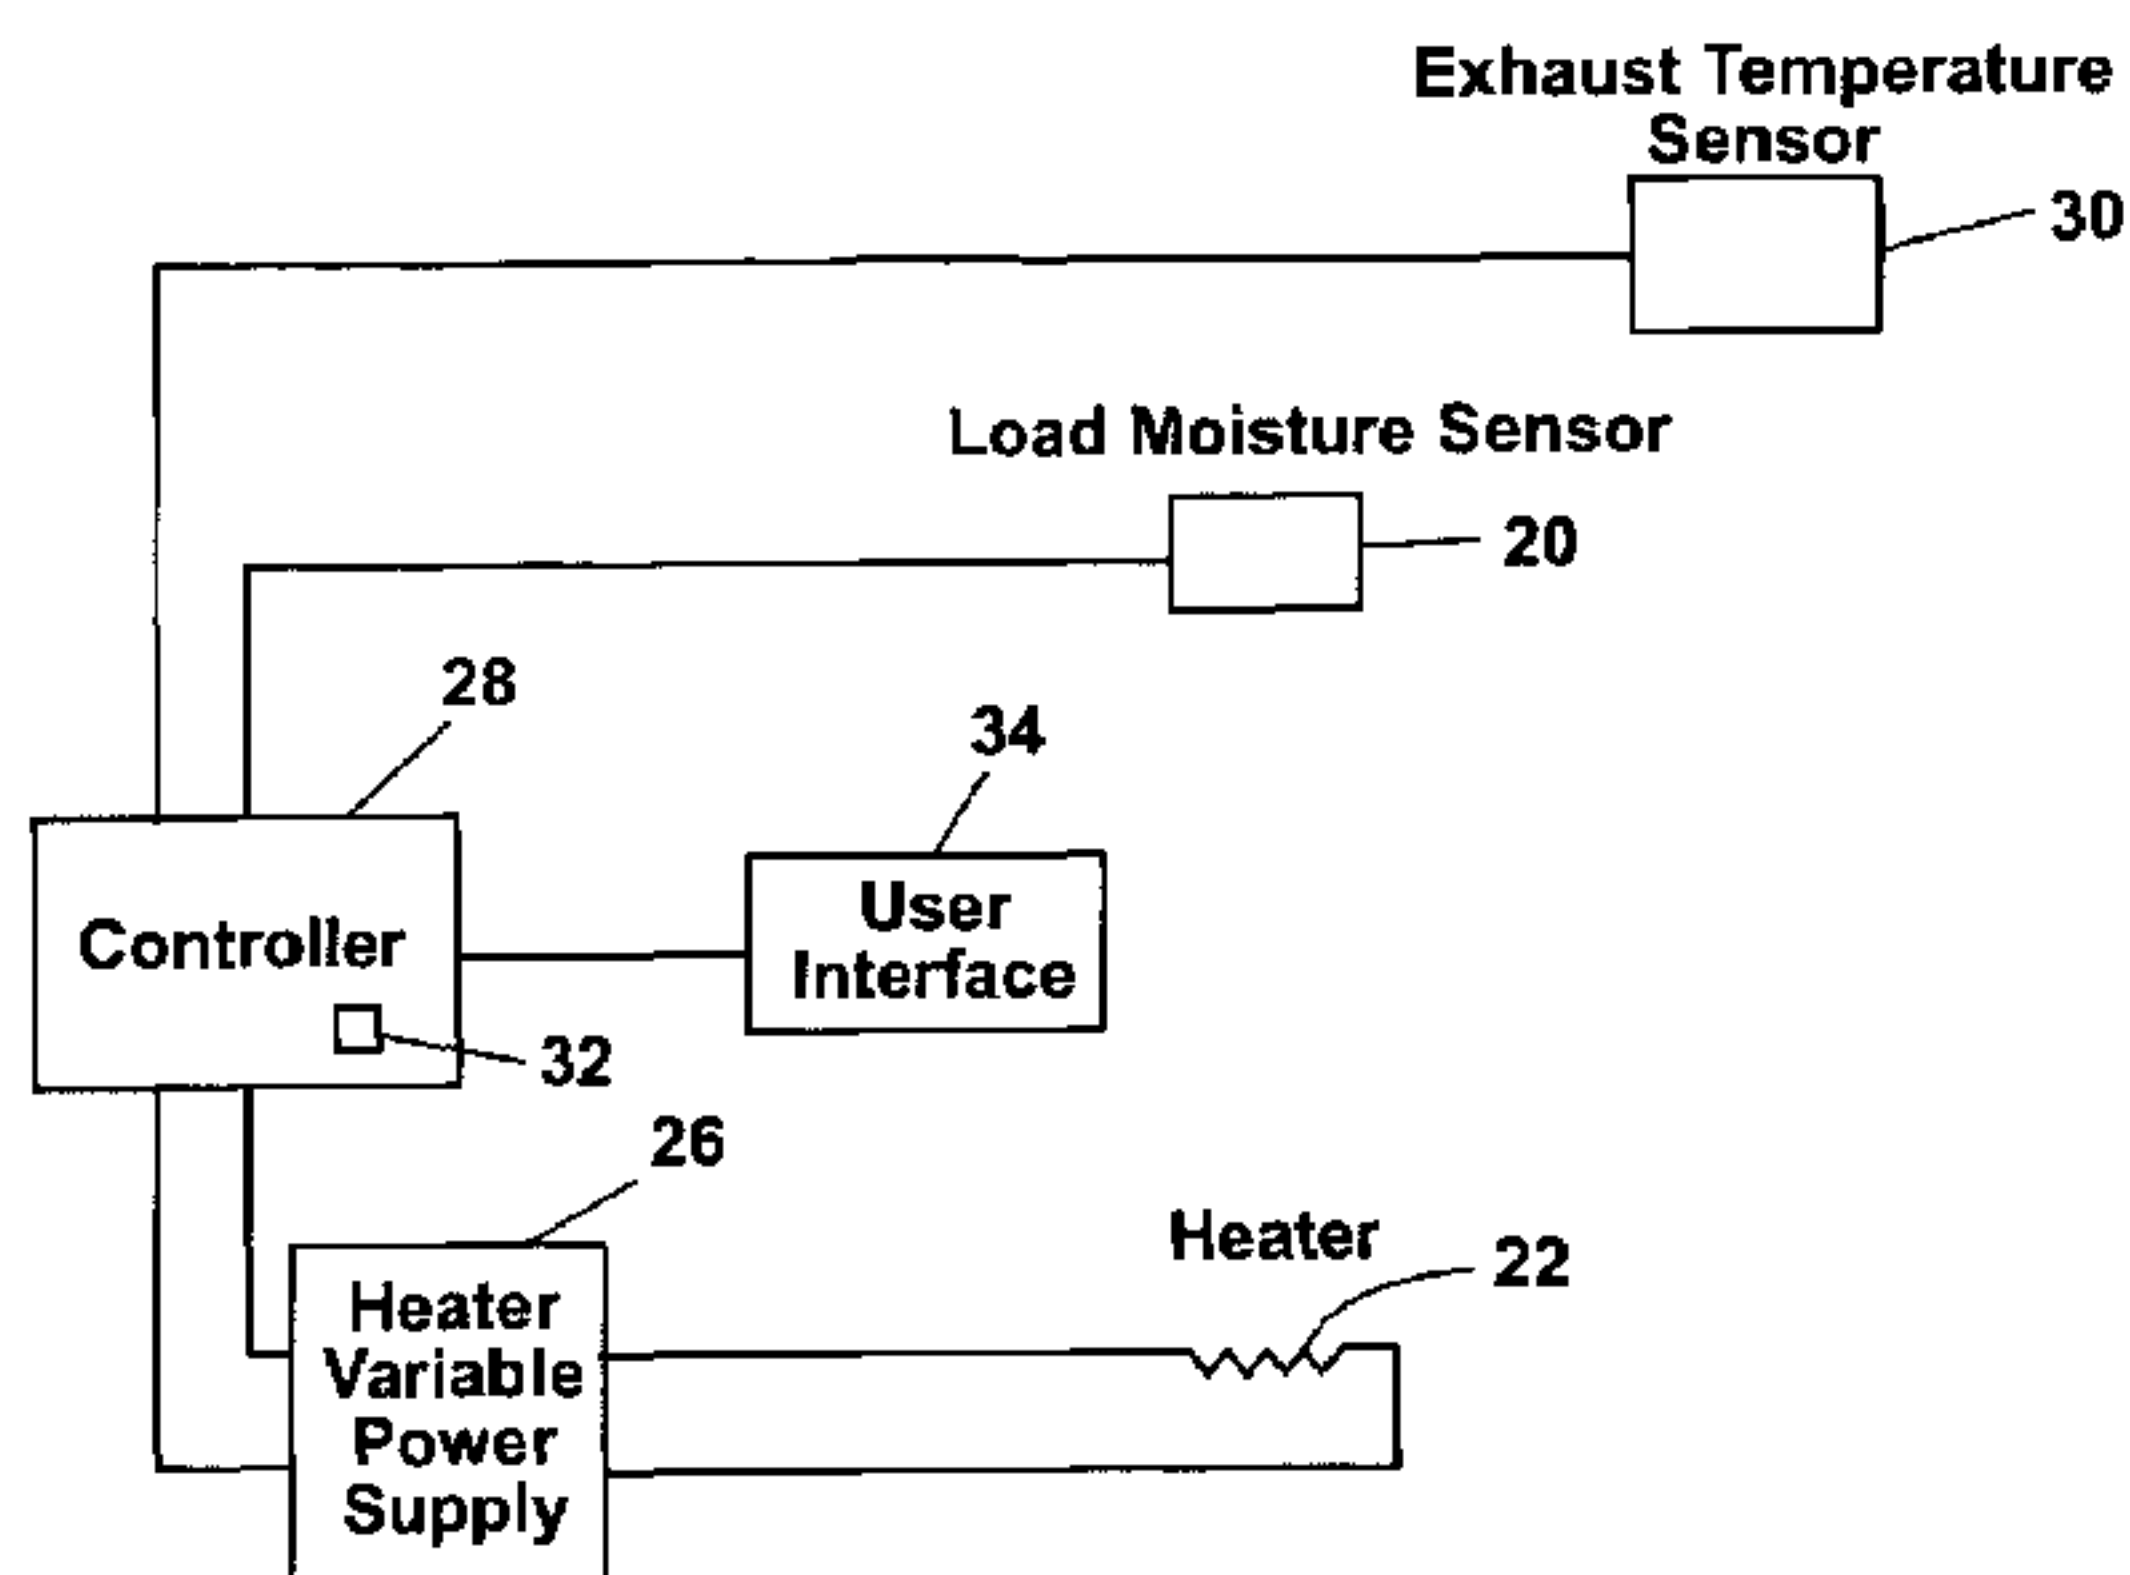 Exhaust Temperature
Sensor
30
Load Moisture Sensor
20
28
34
Controller
User
Interface
32
26
Heater
22
Heater
Variable
Power
Supply